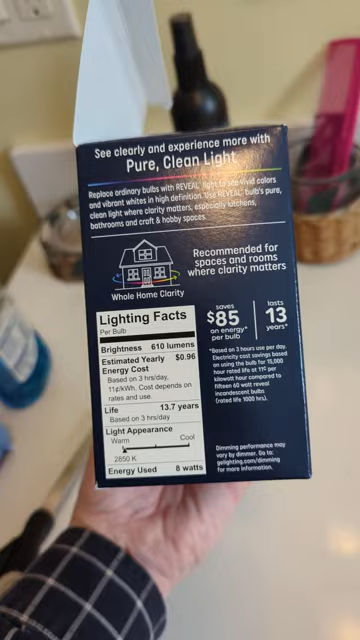 See clearly and experience more with
Pure, Clean Light
Replace ordinary bulbs with REVEAL® light to see vivid colors
and vibrant whites in high definition. Use REVEAL® bulb's pure,
clean light where clarity matters, especially kitchens,
bathrooms and craft & hobby spaces.
Whole Home Clarity
Recommended for
spaces and rooms
where clarity matters
Lighting Facts
Per Bulb
Brightness 610 lumens
Estimated Yearly $0.96
Energy Cost
Based on 3 hrs/day,
11¢/kWh. Cost depends on
rates and use.
Life 13.7 years
Based on 3 hrs/day
Light Appearance
Warm Cool
2850 K
Energy Used 8 watts
saves
$85
on energy*
per bulb
lasts
13
years*
*Based on 3 hours use per day.
Electricity cost savings based
on using the bulb for 15,000
hour rated life at 11¢ per
kilowatt hour compared to
fifteen 60 watt reveal
incandescent bulbs
(rated life 1000 hrs).
Dimming performance may
vary by dimmer. Go to:
gelighting.com/dimming
for more information.